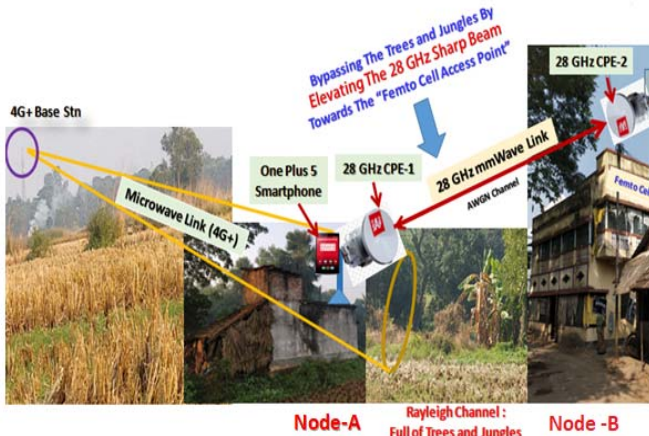 Bypassing The Trees and Jungles By
Elevating The 28 GHz Sharp Beam
Towards The "Femto Cell Access Point"
28 GHz CPE-2
4G+ Base Stn
One Plus 5
Smartphone
28 GHz CPE-1
28 GHz mmWave Link
AWGN Channel
Microwave Link (4G+)
Femto Cell
Node-A
Rayleigh Channel :
Full of Trees and Jungles
Node -B